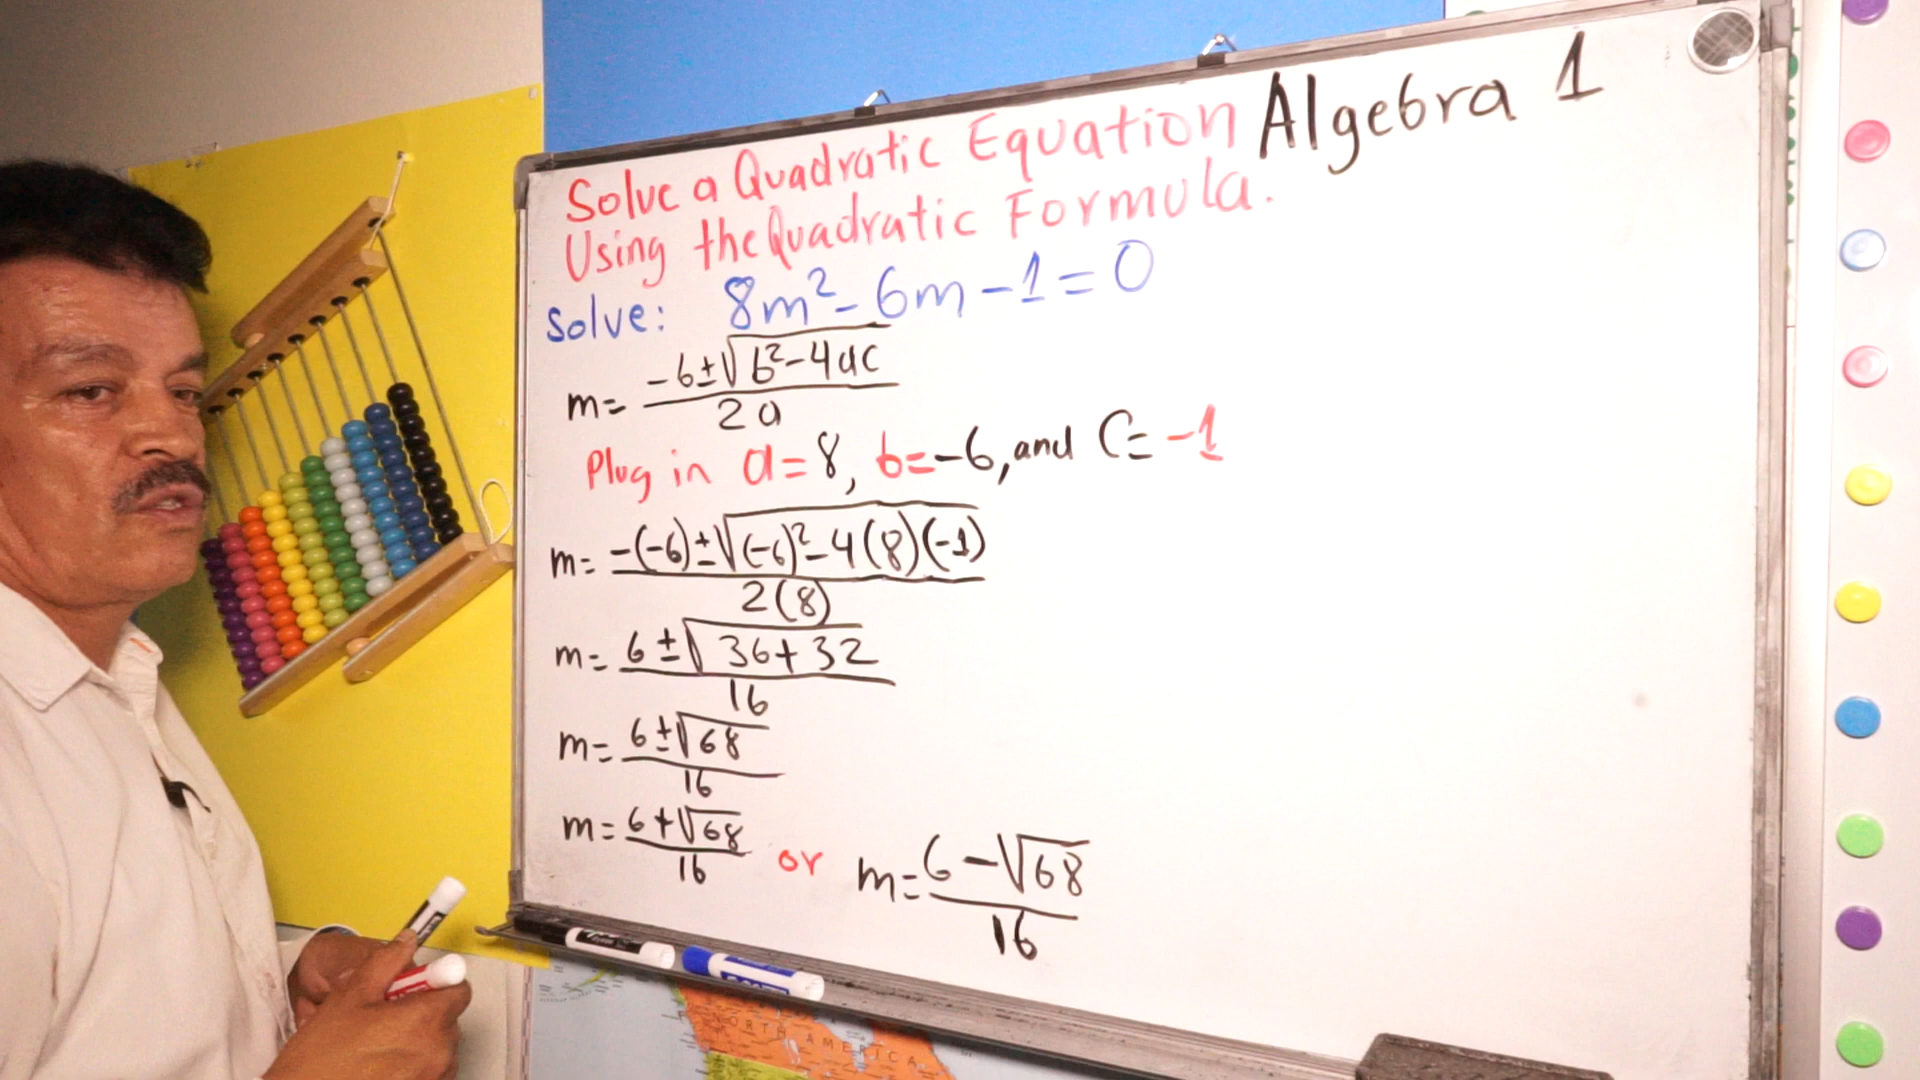 Solve a Quadratic Equation Algebra 1
Using the Quadratic Formula.
Solve: 8m² - 6m - 1 = 0
m = (-b ± √(b² - 4ac)) / 2a
Plug in a = 8, b = -6, and C = -1
m = (-(-6) ± √((-6)² - 4(8)(-1))) / 2(8)
m = (6 ± √(36 + 32)) / 16
m = (6 ± √68) / 16
m = (6 + √68) / 16 or m = (6 - √68) / 16
NORTH AMERICA